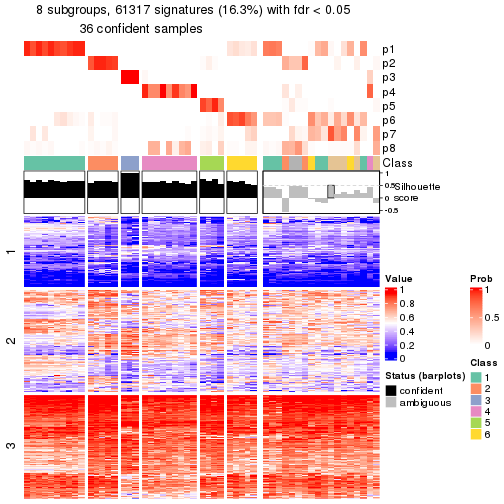 8 subgroups, 61317 signatures (16.3%) with fdr < 0.05
36 confident samples
p1
p2
p3
p4
p5
p6
p7
p8
Class
1
0.5
0
-0.5
Silhouette
score
1
2
3
Value
1
0.8
0.6
0.4
0.2
0
Status (barplots)
confident
ambiguous
Prob
1
0.5
0
Class
1
2
3
4
5
6